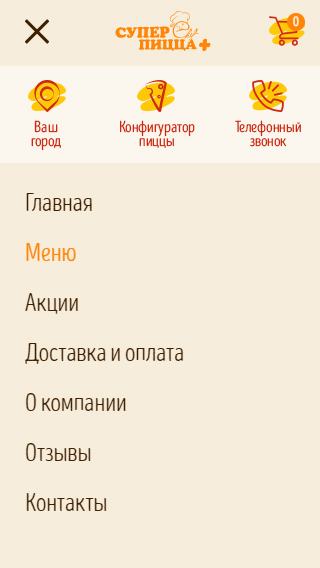 СУПЕР
ПИЦЦА+
0
Ваш
город
Конфигуратор
пиццы
Телефонный
звонок
Главная
Меню
Акции
Доставка и оплата
О компании
Отзывы
Контакты